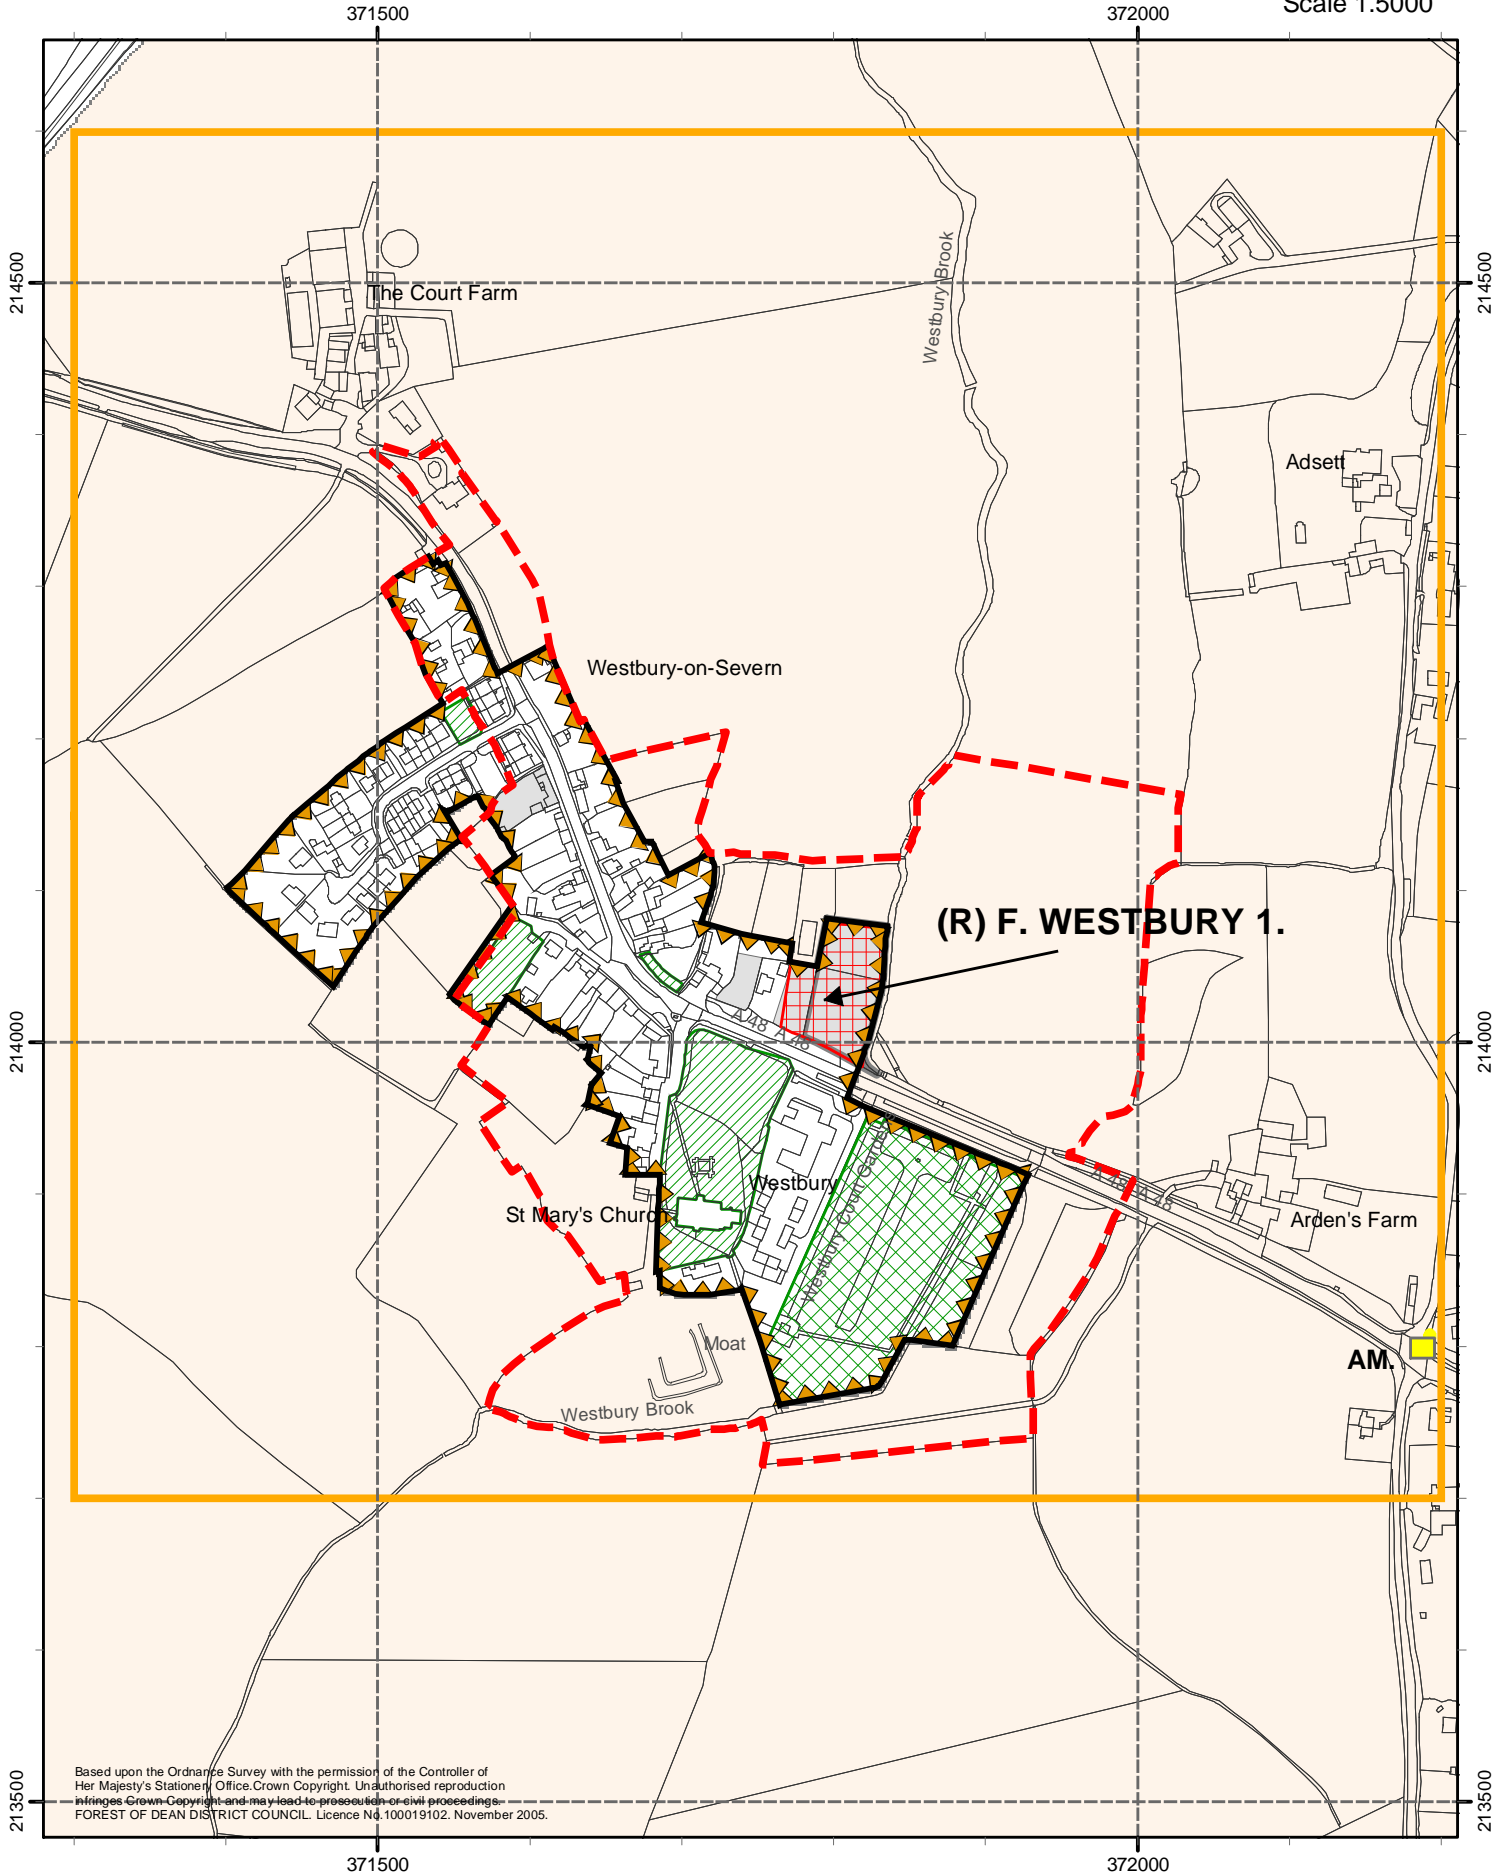 Scale 1:5000
371500
372000
214500
214500
The Court Farm
Westbury Brook
Adsett
Westbury-on-Severn
(R) F. WESTBURY 1.
A 48
A 48
214000
214000
Westbury Court Garden
Westbury
St Mary's Church
A 48
A 48
Arden's Farm
Moat
AM.
Westbury Brook
213500
213500
Based upon the Ordnance Survey with the permission of the Controller of
Her Majesty's Stationery Office.Crown Copyright. Unauthorised reproduction
infringes Crown Copyright and may lead to prosecution or civil proceedings.
FOREST OF DEAN DISTRICT COUNCIL. Licence No.100019102. November 2005.
371500
372000